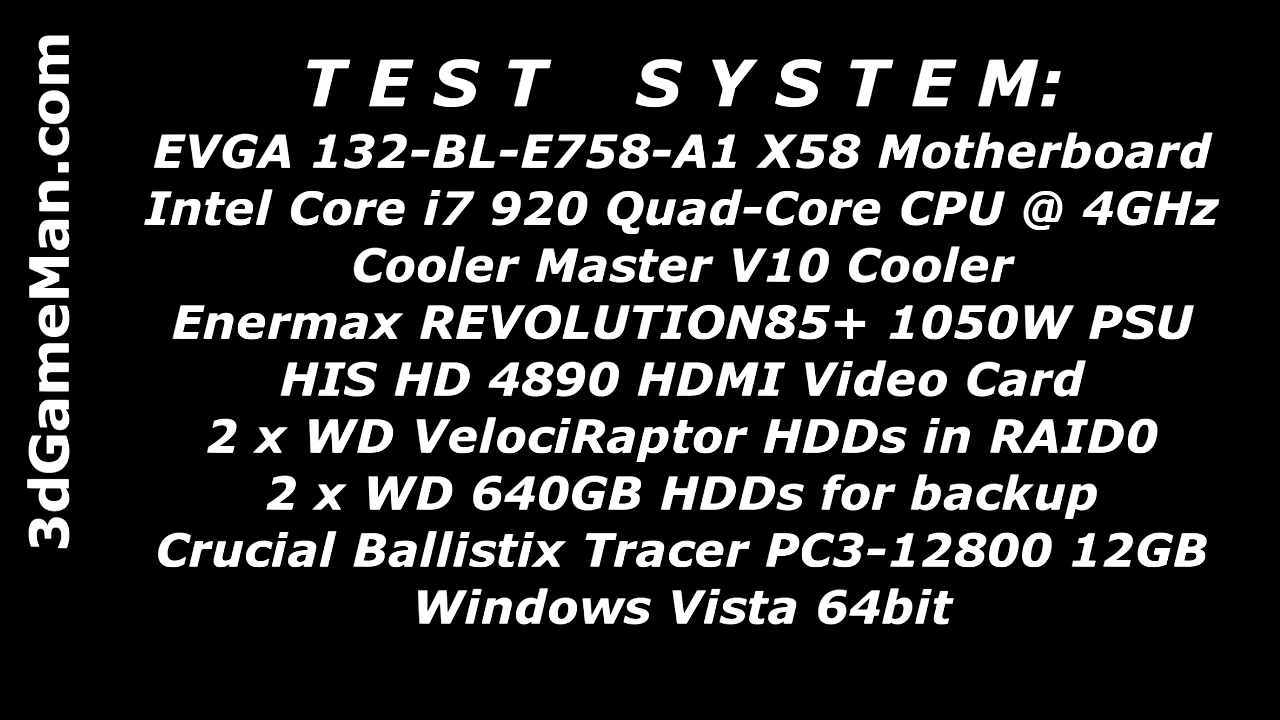 3dGameMan.com
T E S T S Y S T E M:
EVGA 132-BL-E758-A1 X58 Motherboard
Intel Core i7 920 Quad-Core CPU @ 4GHz
Cooler Master V10 Cooler
Enermax REVOLUTION85+ 1050W PSU
HIS HD 4890 HDMI Video Card
2 x WD VelociRaptor HDDs in RAID0
2 x WD 640GB HDDs for backup
Crucial Ballistix Tracer PC3-12800 12GB
Windows Vista 64bit